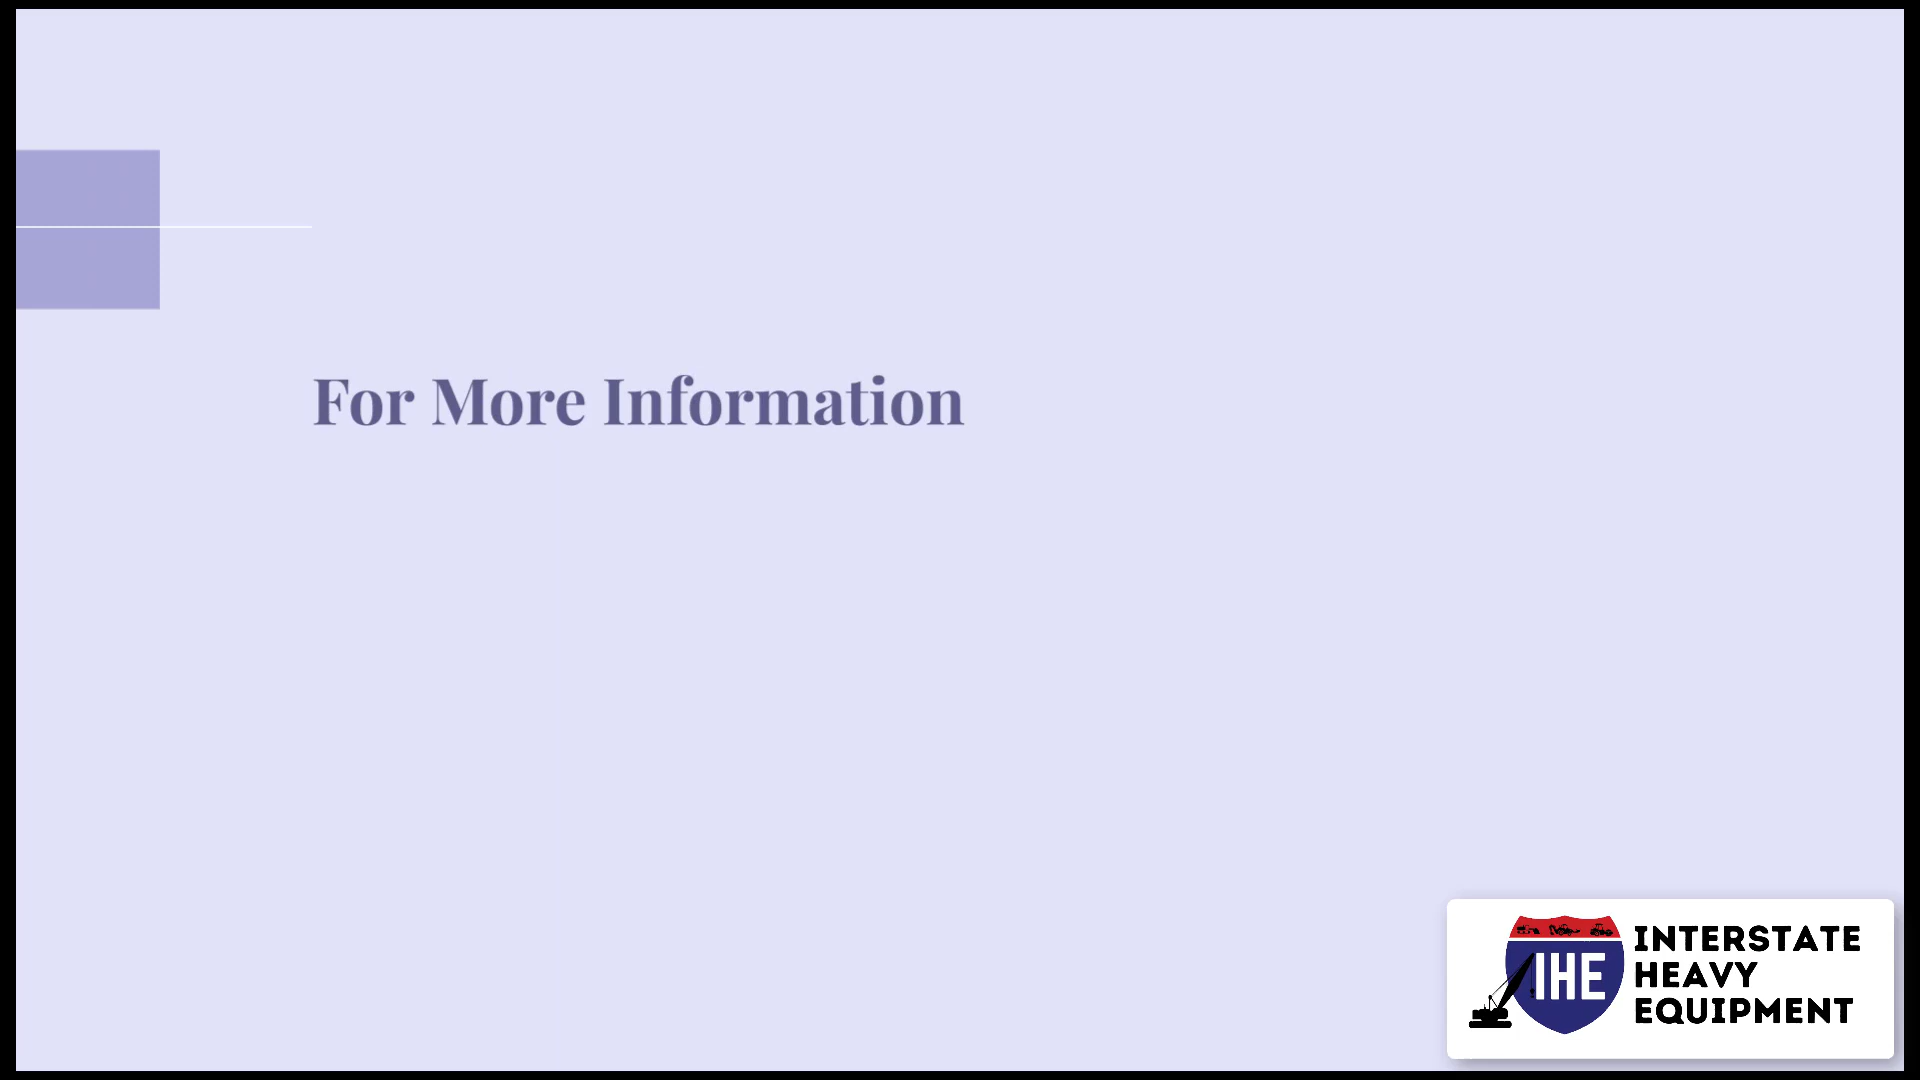 For More Information
IHE
INTERSTATE
HEAVY
EQUIPMENT